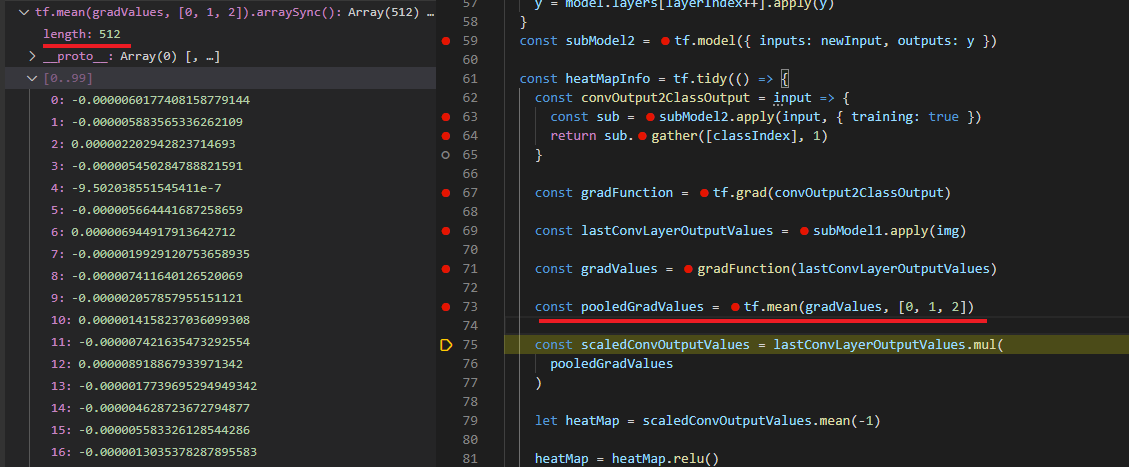 tf.mean(gradValues, [0, 1, 2]).arraySync(): Array(512) …
length: 512
__proto__: Array(0) [, …]
[0..99]
0: -0.0000060177408158779144
1: -0.000005883565336262109
2: 0.000002202942823714693
3: -0.000005450284788821591
4: -9.502038551545411e-7
5: -0.000005664441687258659
6: 0.000006944917913642712
7: -0.0000019929120753658935
8: -0.000007411640126520069
9: -0.000002057857955151121
10: 0.0000014158237036099308
11: -0.000007421635473292554
12: 0.000008918867933971342
13: -0.0000017739695294949342
14: -0.000004628723672794877
15: -0.000005583326128544286
16: -0.0000013035378287895583
57 y = model.layers[layerIndex++].apply(y)
58 }
59 const subModel2 = tf.model({ inputs: newInput, outputs: y })
60
61 const heatMapInfo = tf.tidy(() => {
62 const convOutput2ClassOutput = input => {
63 const sub = subModel2.apply(input, { training: true })
64 return sub.gather([classIndex], 1)
65 }
66
67 const gradFunction = tf.grad(convOutput2ClassOutput)
68
69 const lastConvLayerOutputValues = subModel1.apply(img)
70
71 const gradValues = gradFunction(lastConvLayerOutputValues)
72
73 const pooledGradValues = tf.mean(gradValues, [0, 1, 2])
74
75 const scaledConvOutputValues = lastConvLayerOutputValues.mul(
76 pooledGradValues
77 )
78
79 let heatMap = scaledConvOutputValues.mean(-1)
80
81 heatMap = heatMap.relu()